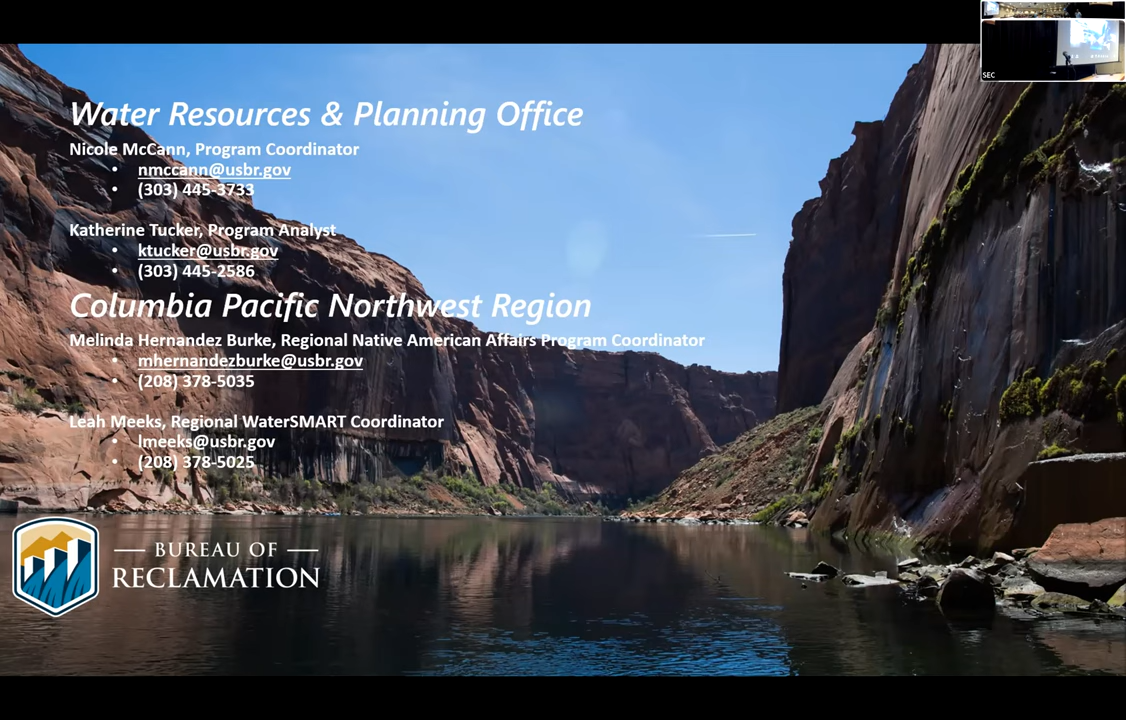 SEC
Water Resources & Planning Office
Nicole McCann, Program Coordinator
• nmccann@usbr.gov
• (303) 445-3733
Katherine Tucker, Program Analyst
• ktucker@usbr.gov
• (303) 445-2586
Columbia Pacific Northwest Region
Melinda Hernandez Burke, Regional Native American Affairs Program Coordinator
• mhernandezburke@usbr.gov
• (208) 378-5035
Leah Meeks, Regional WaterSMART Coordinator
• lmeeks@usbr.gov
• (208) 378-5025
BUREAU OF
RECLAMATION